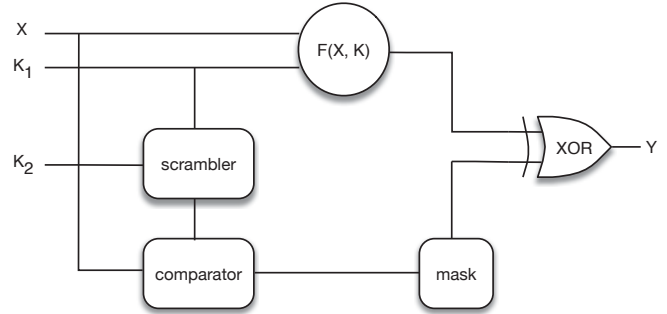 X
F(X, K)
K1
XOR
Y
K2
scrambler
comparator
mask